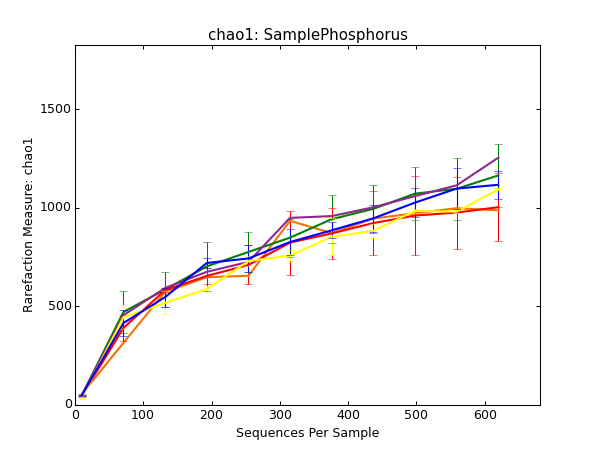 chao1: SamplePhosphorus
1500
1000
500
0
Rarefaction Measure: chao1
0 100 200 300 400 500 600
Sequences Per Sample